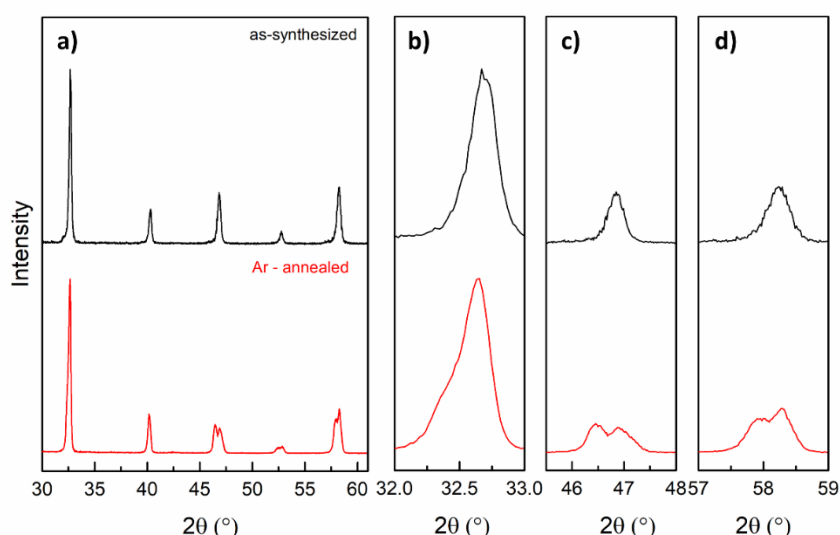 a)
as-synthesized
b)
c)
d)
Intensity
Ar - annealed
30 35 40 45 50 55 60
32.0 32.5 33.0
46 47 48
57 58 59
2θ (°)
2θ (°)
2θ (°)
2θ (°)